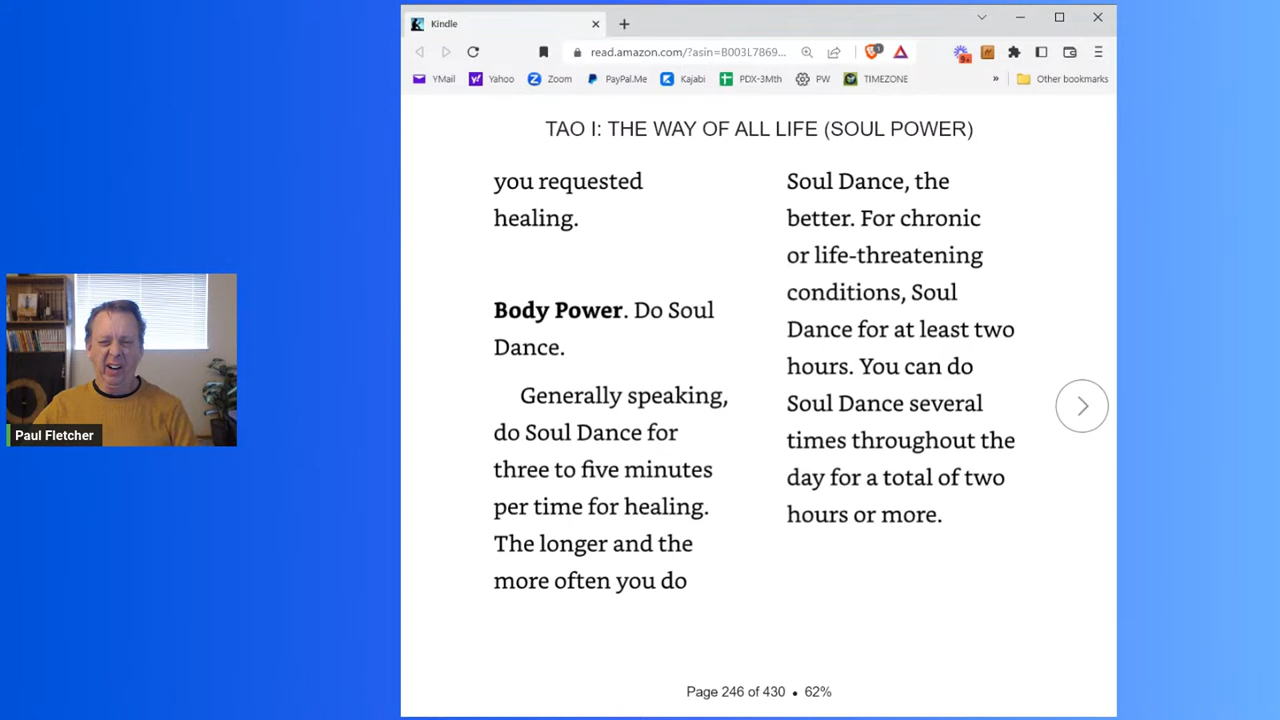 Kindle
read.amazon.com/?asin=B003L7869...
1
9+
YMail
Yahoo
Zoom
PayPal.Me
Kajabi
PDX-3Mth
PW
TIMEZONE
»
Other bookmarks
TAO I: THE WAY OF ALL LIFE (SOUL POWER)
you requested
healing.
Body Power. Do Soul
Dance.
Generally speaking,
do Soul Dance for
three to five minutes
per time for healing.
The longer and the
more often you do
Soul Dance, the
better. For chronic
or life-threatening
conditions, Soul
Dance for at least two
hours. You can do
Soul Dance several
times throughout the
day for a total of two
hours or more.
Page 246 of 430 • 62%
Paul Fletcher